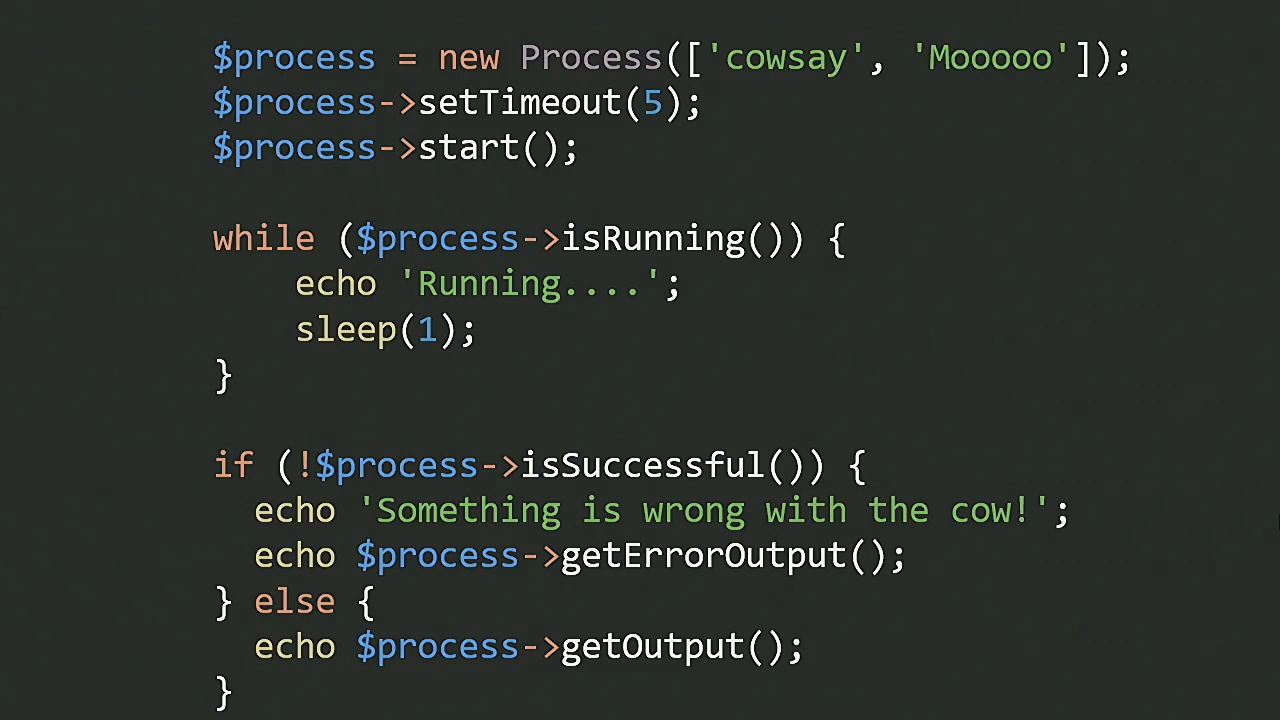 $process = new Process(['cowsay', 'Mooooo']);
$process->setTimeout(5);
$process->start();
while ($process->isRunning()) {
    echo 'Running....';
    sleep(1);
}
if (!$process->isSuccessful()) {
  echo 'Something is wrong with the cow!';
  echo $process->getErrorOutput();
} else {
  echo $process->getOutput();
}